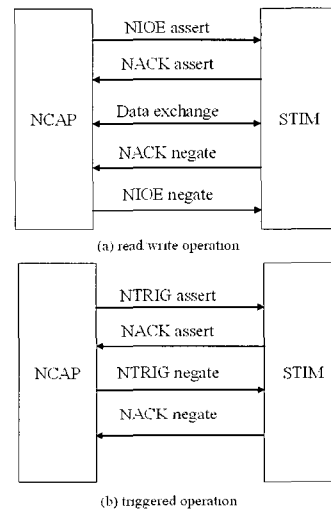 NIOE assert
NACK assert
NCAP
Data exchange
STIM
NACK negate
NIOE negate
(a) read write operation
NTRIG assert
NACK assert
NCAP
NTRIG negate
STIM
NACK negate
(b) triggered operation